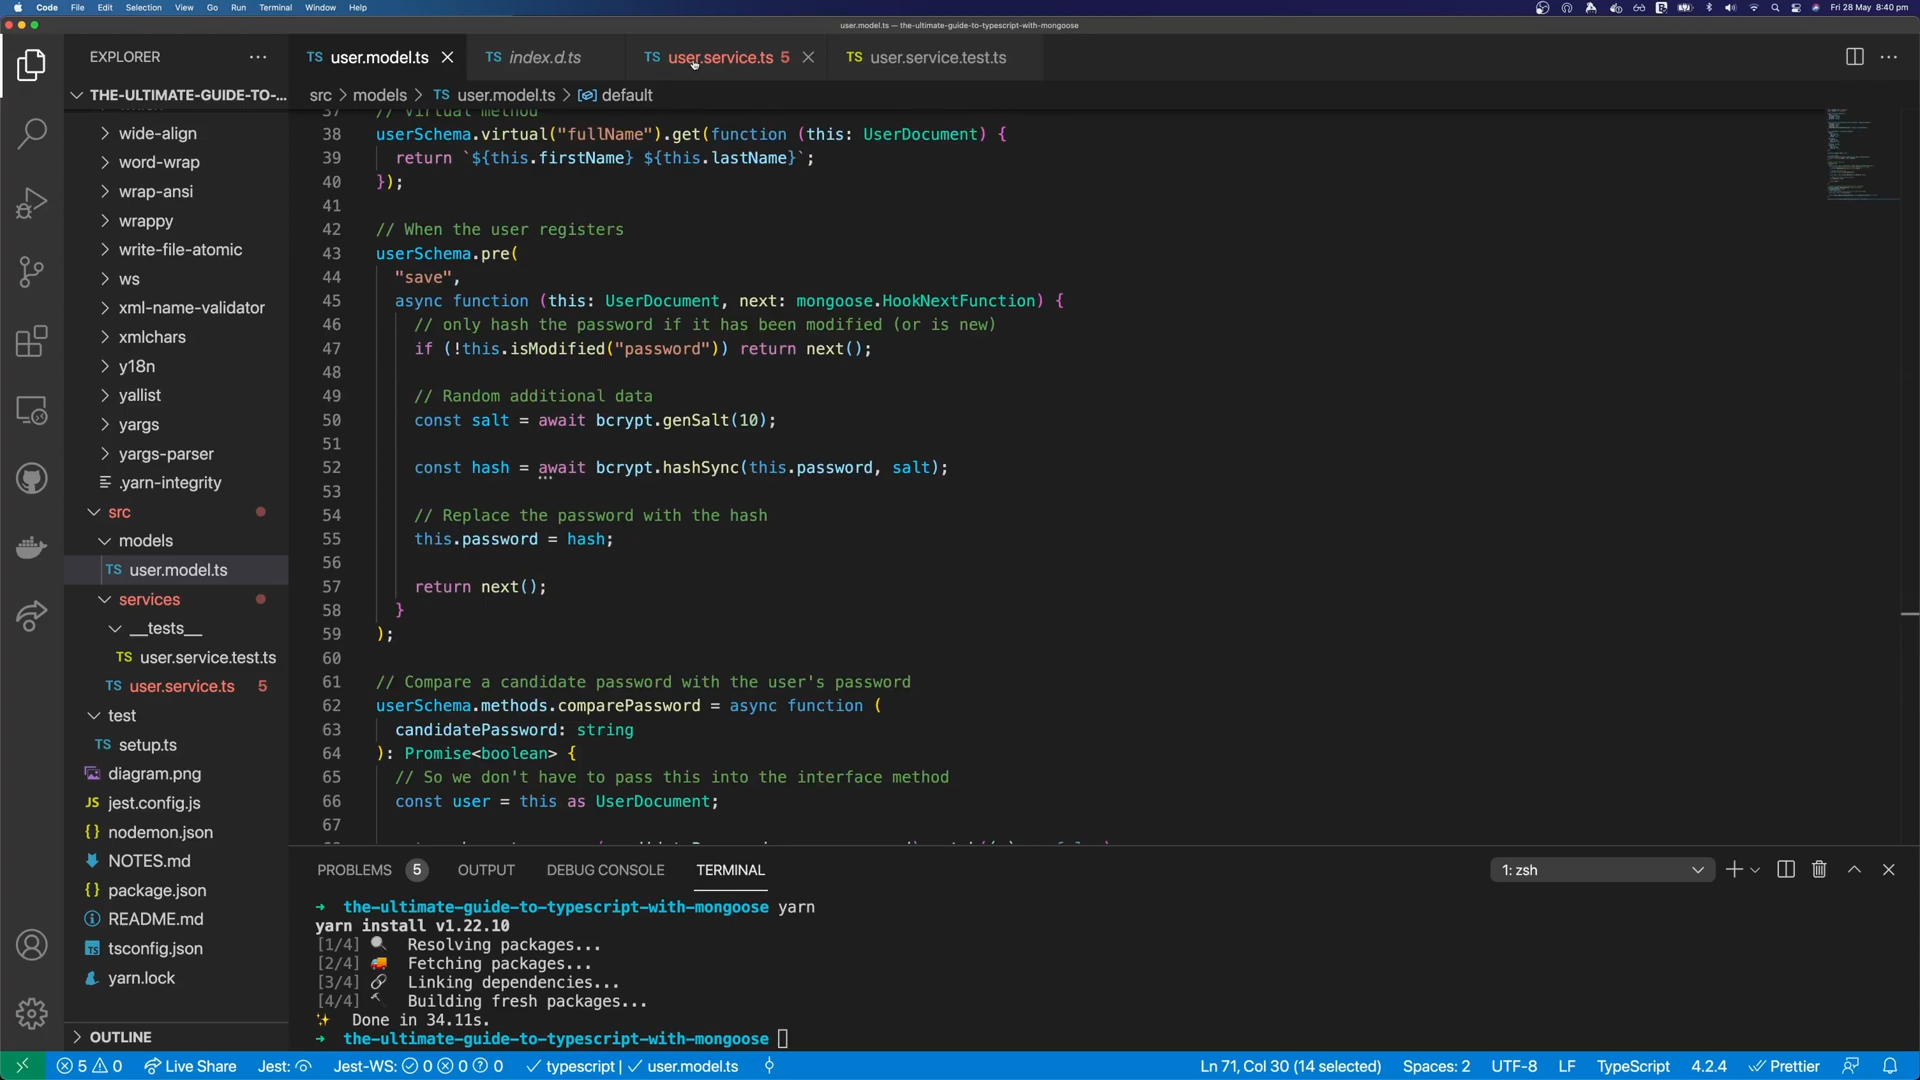 Code File Edit Selection View Go Run Terminal Window Help Fri 28 May 8:40 pm
user.model.ts — the-ultimate-guide-to-typescript-with-mongoose
EXPLORER ···
TS user.model.ts
TS index.d.ts
TS user.service.ts 5
TS user.service.test.ts
THE-ULTIMATE-GUIDE-TO-...
src > models > TS user.model.ts > default
wide-align
word-wrap
wrap-ansi
wrappy
write-file-atomic
ws
xml-name-validator
xmlchars
y18n
yallist
yargs
yargs-parser
.yarn-integrity
src
models
TS user.model.ts
services
__tests__
TS user.service.test.ts
TS user.service.ts 5
test
TS setup.ts
diagram.png
JS jest.config.js
{} nodemon.json
NOTES.md
{} package.json
README.md
tsconfig.json
yarn.lock
OUTLINE
37 // Virtual method
38 userSchema.virtual("fullName").get(function (this: UserDocument) {
39 return `${this.firstName} ${this.lastName}`;
40 });
41
42 // When the user registers
43 userSchema.pre(
44 "save",
45 async function (this: UserDocument, next: mongoose.HookNextFunction) {
46 // only hash the password if it has been modified (or is new)
47 if (!this.isModified("password")) return next();
48
49 // Random additional data
50 const salt = await bcrypt.genSalt(10);
51
52 const hash = await bcrypt.hashSync(this.password, salt);
53
54 // Replace the password with the hash
55 this.password = hash;
56
57 return next();
58 }
59 );
60
61 // Compare a candidate password with the user's password
62 userSchema.methods.comparePassword = async function (
63 candidatePassword: string
64 ): Promise<boolean> {
65 // So we don't have to pass this into the interface method
66 const user = this as UserDocument;
67
PROBLEMS 5 OUTPUT DEBUG CONSOLE TERMINAL 1: zsh
→ the-ultimate-guide-to-typescript-with-mongoose yarn
yarn install v1.22.10
[1/4] 🔍 Resolving packages...
[2/4] 🚚 Fetching packages...
[3/4] 🔗 Linking dependencies...
[4/4] 🔨 Building fresh packages...
✨ Done in 34.11s.
→ the-ultimate-guide-to-typescript-with-mongoose
5 0 Live Share Jest: Jest-WS: 0 0 0 typescript | user.model.ts Ln 71, Col 30 (14 selected) Spaces: 2 UTF-8 LF TypeScript 4.2.4 Prettier